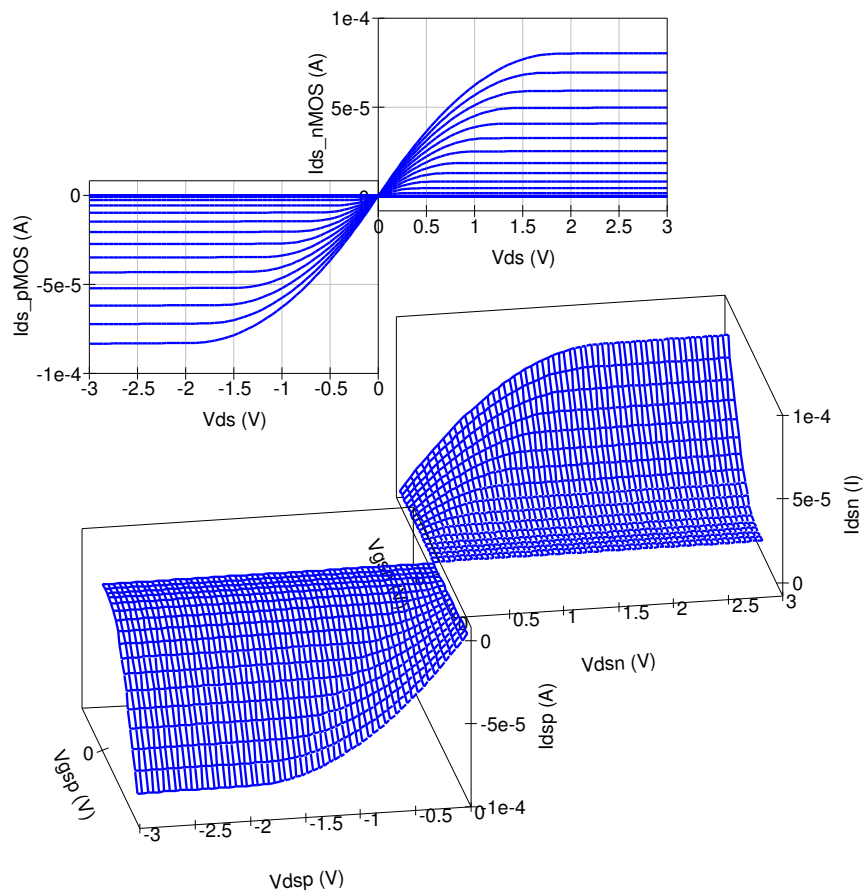 1e-4
5e-5
0
Ids_nMOS (A)
0 0.5 1 1.5 2 2.5 3
Vds (V)
0
-5e-5
-1e-4
Ids_pMOS (A)
-3 -2.5 -2 -1.5 -1 -0.5 0
Vds (V)
1e-4
5e-5
0
Idsn (I)
0.5 1 1.5 2 2.5 3
Vdsn (V)
0
-5e-5
-1e-4
Idsp (A)
0
Vgsp (V)
-3 -2.5 -2 -1.5 -1 -0.5 0
Vdsp (V)